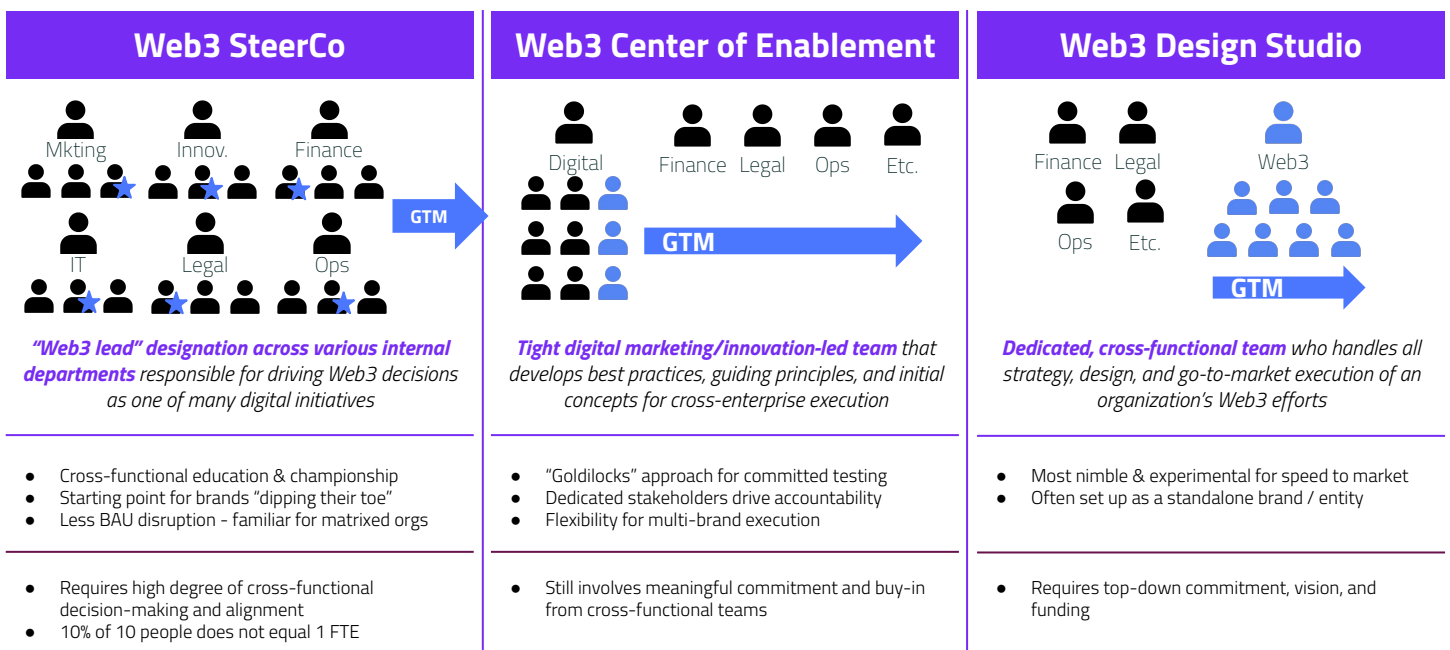 Web3 SteerCo
Mkting
Innov.
Finance
IT
Legal
Ops
GTM
“Web3 lead” designation across various internal
departments responsible for driving Web3 decisions
as one of many digital initiatives
● Cross-functional education & championship
● Starting point for brands “dipping their toe”
● Less BAU disruption - familiar for matrixed orgs
● Requires high degree of cross-functional
decision-making and alignment
● 10% of 10 people does not equal 1 FTE
Web3 Center of Enablement
Digital
Finance
Legal
Ops
Etc.
GTM
Tight digital marketing/innovation-led team that
develops best practices, guiding principles, and initial
concepts for cross-enterprise execution
● “Goldilocks” approach for committed testing
● Dedicated stakeholders drive accountability
● Flexibility for multi-brand execution
● Still involves meaningful commitment and buy-in
from cross-functional teams
Web3 Design Studio
Finance
Legal
Web3
Ops
Etc.
GTM
Dedicated, cross-functional team who handles all
strategy, design, and go-to-market execution of an
organization’s Web3 efforts
● Most nimble & experimental for speed to market
● Often set up as a standalone brand / entity
● Requires top-down commitment, vision, and
funding